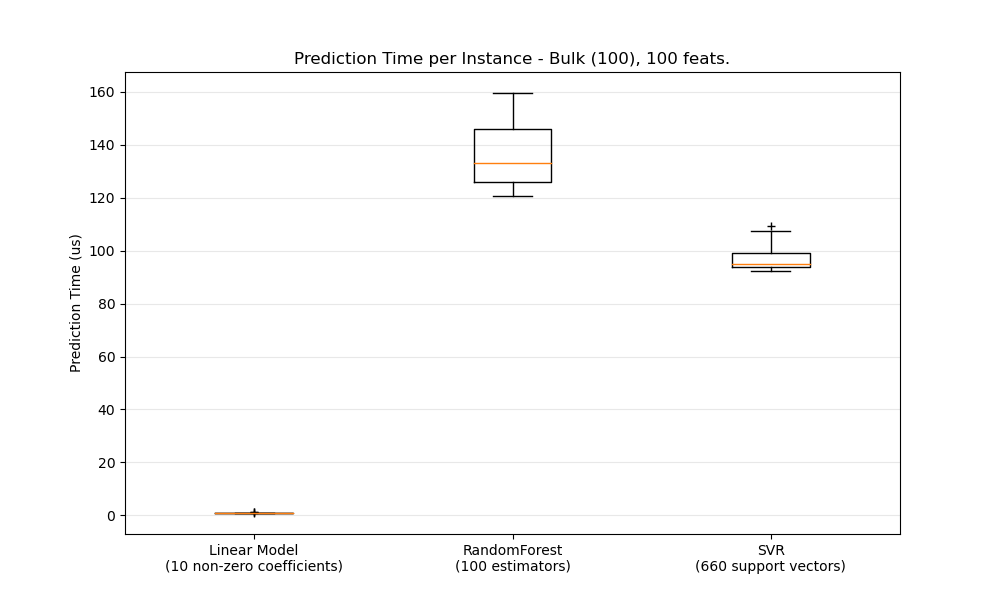 Prediction Time per Instance - Bulk (100), 100 feats.
Prediction Time (us)
160
140
120
100
80
60
40
20
0
Linear Model
(10 non-zero coefficients)
RandomForest
(100 estimators)
SVR
(660 support vectors)